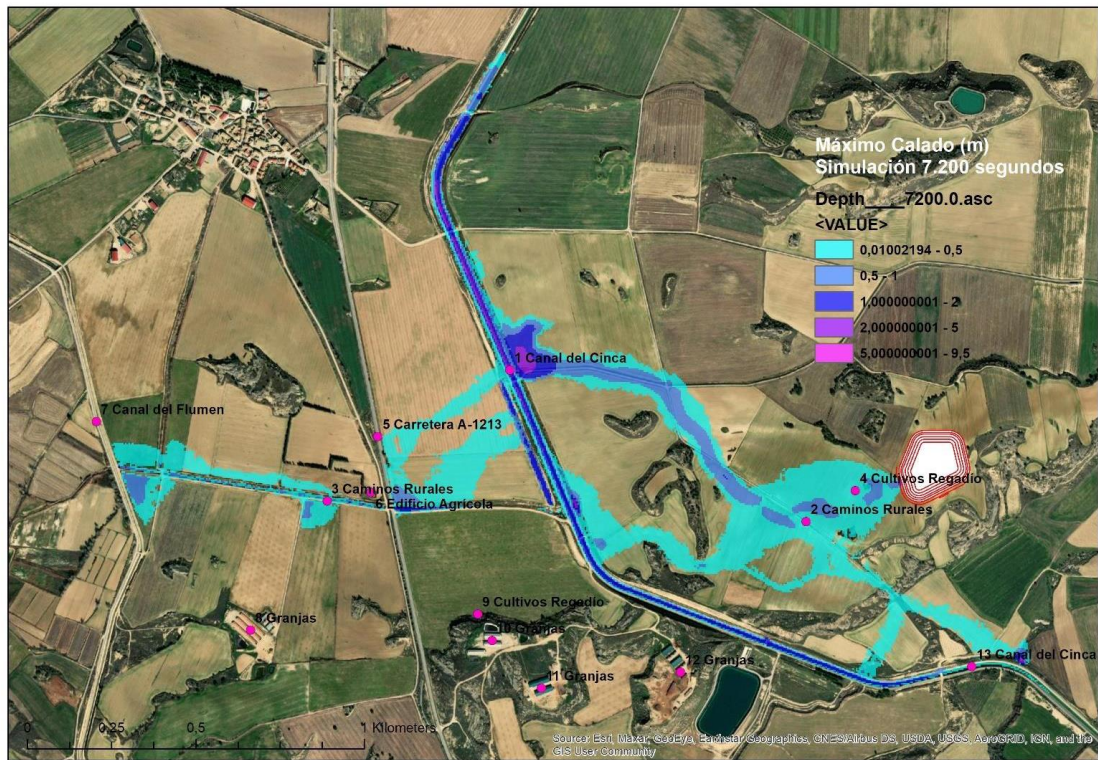 Máximo Calado (m)
Simulación 7.200 segundos
Depth____7200.0.asc
<VALUE>
0,01002194 - 0,5
0,5 - 1
1,000000001 - 2
2,000000001 - 5
5,000000001 - 9,5
1 Canal del Cinca
7 Canal del Flumen
5 Carretera A-1213
4 Cultivos Regadío
3 Caminos Rurales
6 Edificio Agrícola
2 Caminos Rurales
9 Cultivos Regadío
8 Granjas
10 Granjas
12 Granjas
13 Canal del Cinca
11 Granjas
0 0,25 0,5 1 Kilometers
Source: Esri, Maxar, GeoEye, Earthstar Geographics, CNES/Airbus DS, USDA, USGS, AeroGRID, IGN, and the
GIS User Community